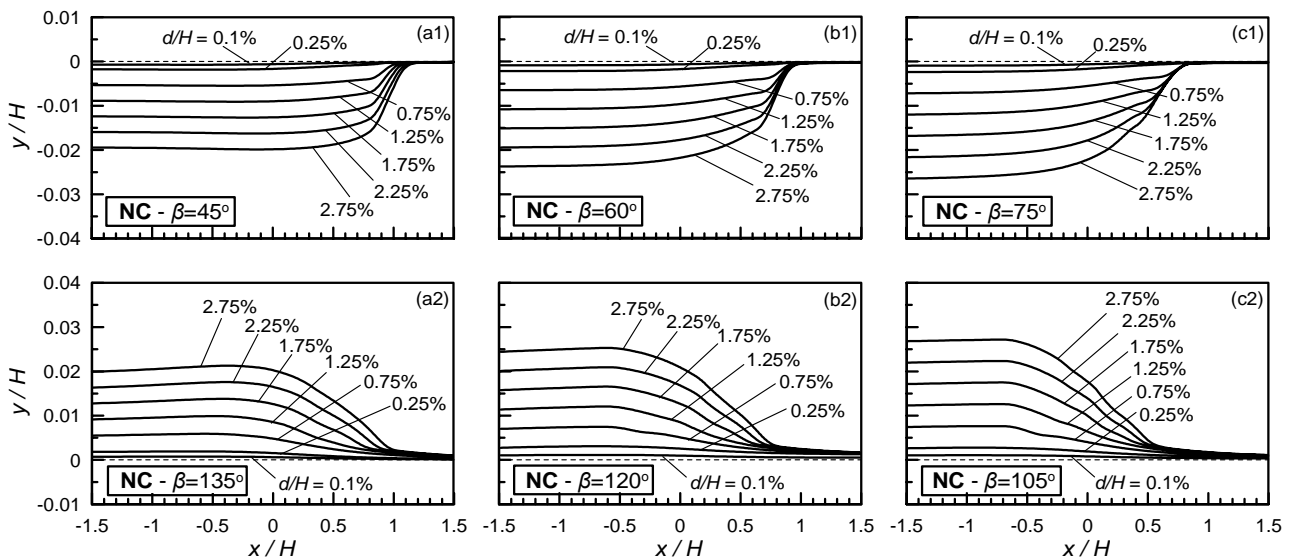 0.01
0
-0.01
-0.02
-0.03
-0.04
y / H
(a1)
d/H = 0.1%
0.25%
0.75%
1.25%
1.75%
2.25%
2.75%
NC - β=45º
(b1)
d/H = 0.1%
0.25%
0.75%
1.25%
1.75%
2.25%
2.75%
NC - β=60º
(c1)
d/H = 0.1%
0.25%
0.75%
1.25%
1.75%
2.25%
2.75%
NC - β=75º
0.04
0.03
0.02
0.01
0
-0.01
y / H
(a2)
2.75%
2.25%
1.75%
1.25%
0.75%
0.25%
d/H = 0.1%
NC - β=135º
-1.5 -1 -0.5 0 0.5 1 1.5
x / H
(b2)
2.75%
2.25%
1.75%
1.25%
0.75%
0.25%
d/H = 0.1%
NC - β=120º
-1.5 -1 -0.5 0 0.5 1 1.5
x / H
(c2)
2.75%
2.25%
1.75%
1.25%
0.75%
0.25%
d/H = 0.1%
NC - β=105º
-1.5 -1 -0.5 0 0.5 1 1.5
x / H